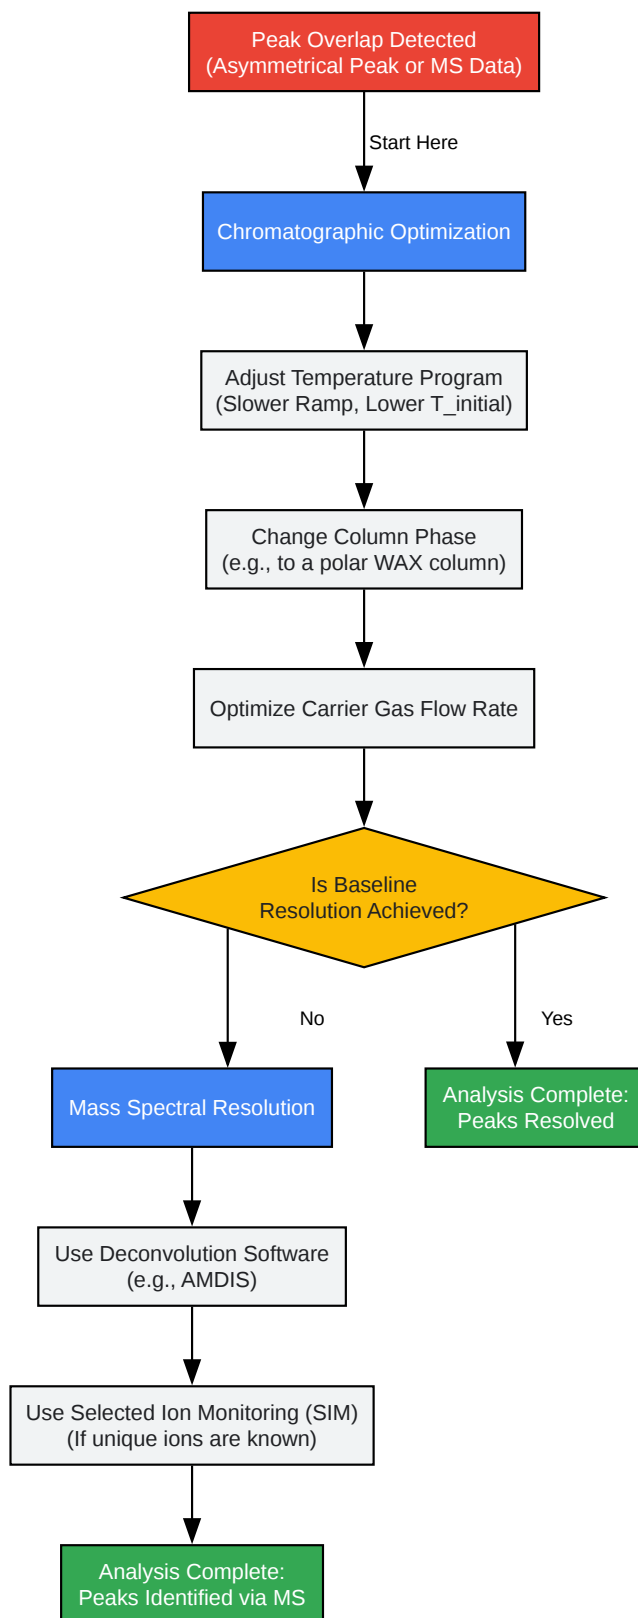 Peak Overlap Detected
(Asymmetrical Peak or MS Data)
Start Here
Chromatographic Optimization
Adjust Temperature Program
(Slower Ramp, Lower T_initial)
Change Column Phase
(e.g., to a polar WAX column)
Optimize Carrier Gas Flow Rate
Is Baseline
Resolution Achieved?
No
Yes
Mass Spectral Resolution
Analysis Complete:
Peaks Resolved
Use Deconvolution Software
(e.g., AMDIS)
Use Selected Ion Monitoring (SIM)
(If unique ions are known)
Analysis Complete:
Peaks Identified via MS